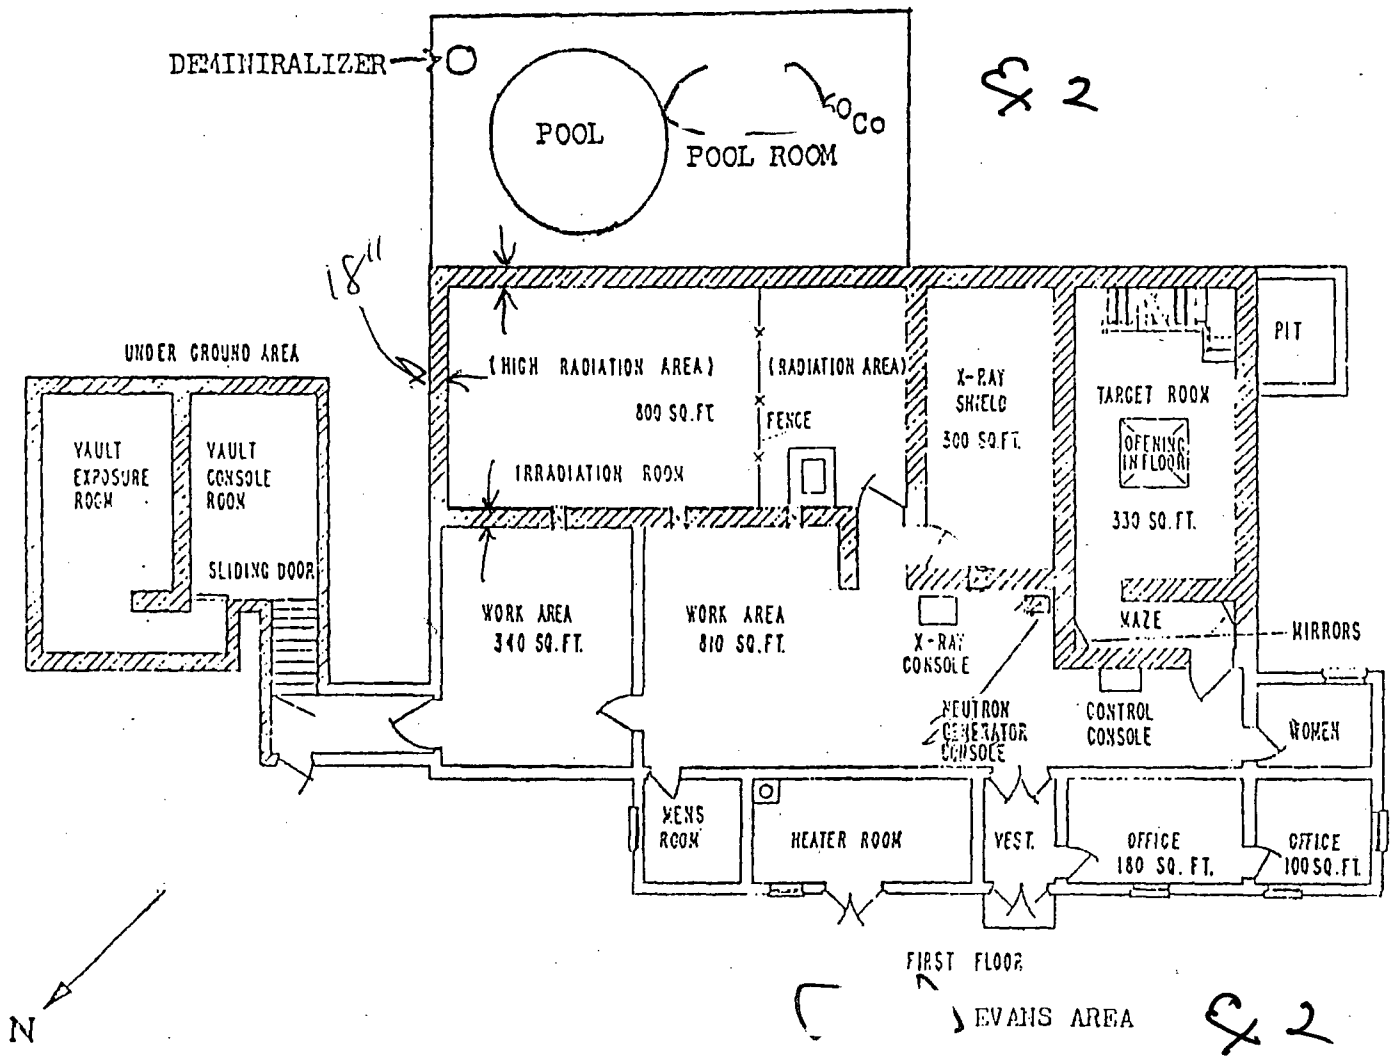 DEMINIRALIZER
POOL
Co
POOL ROOM
Ex 2
18"
UNDER GROUND AREA
VAULT
EXPOSURE
ROOM
VAULT
CONSOLE
ROOM
SLIDING DOOR
(HIGH RADIATION AREA)
800 SQ.FT
IRRADIATION ROOM
(RADIATION AREA)
FENCE
X-RAY
SHIELD
300 SQ.FT.
TARGET ROOM
OPENING
IN FLOOR
330 SQ.FT.
PIT
WORK AREA
340 SQ.FT.
WORK AREA
810 SQ.FT.
X-RAY
CONSOLE
MAZE
MIRRORS
NEUTRON
GENERATOR
CONSOLE
CONTROL
CONSOLE
WOMEN
MENS
ROOM
HEATER ROOM
VEST.
OFFICE
180 SQ. FT.
OFFICE
100 SQ.FT.
FIRST FLOOR
EVANS AREA
Ex 2
N